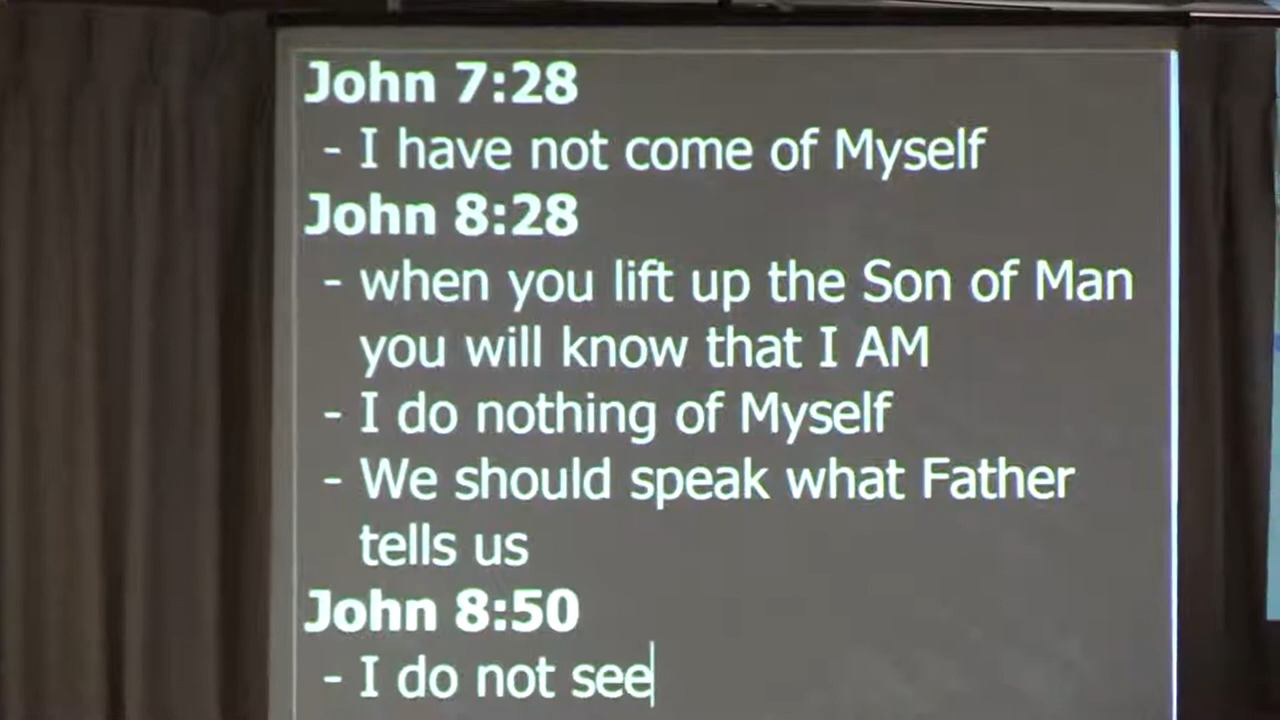 John 7:28
- I have not come of Myself
John 8:28
- when you lift up the Son of Man
you will know that I AM
- I do nothing of Myself
- We should speak what Father
tells us
John 8:50
- I do not see